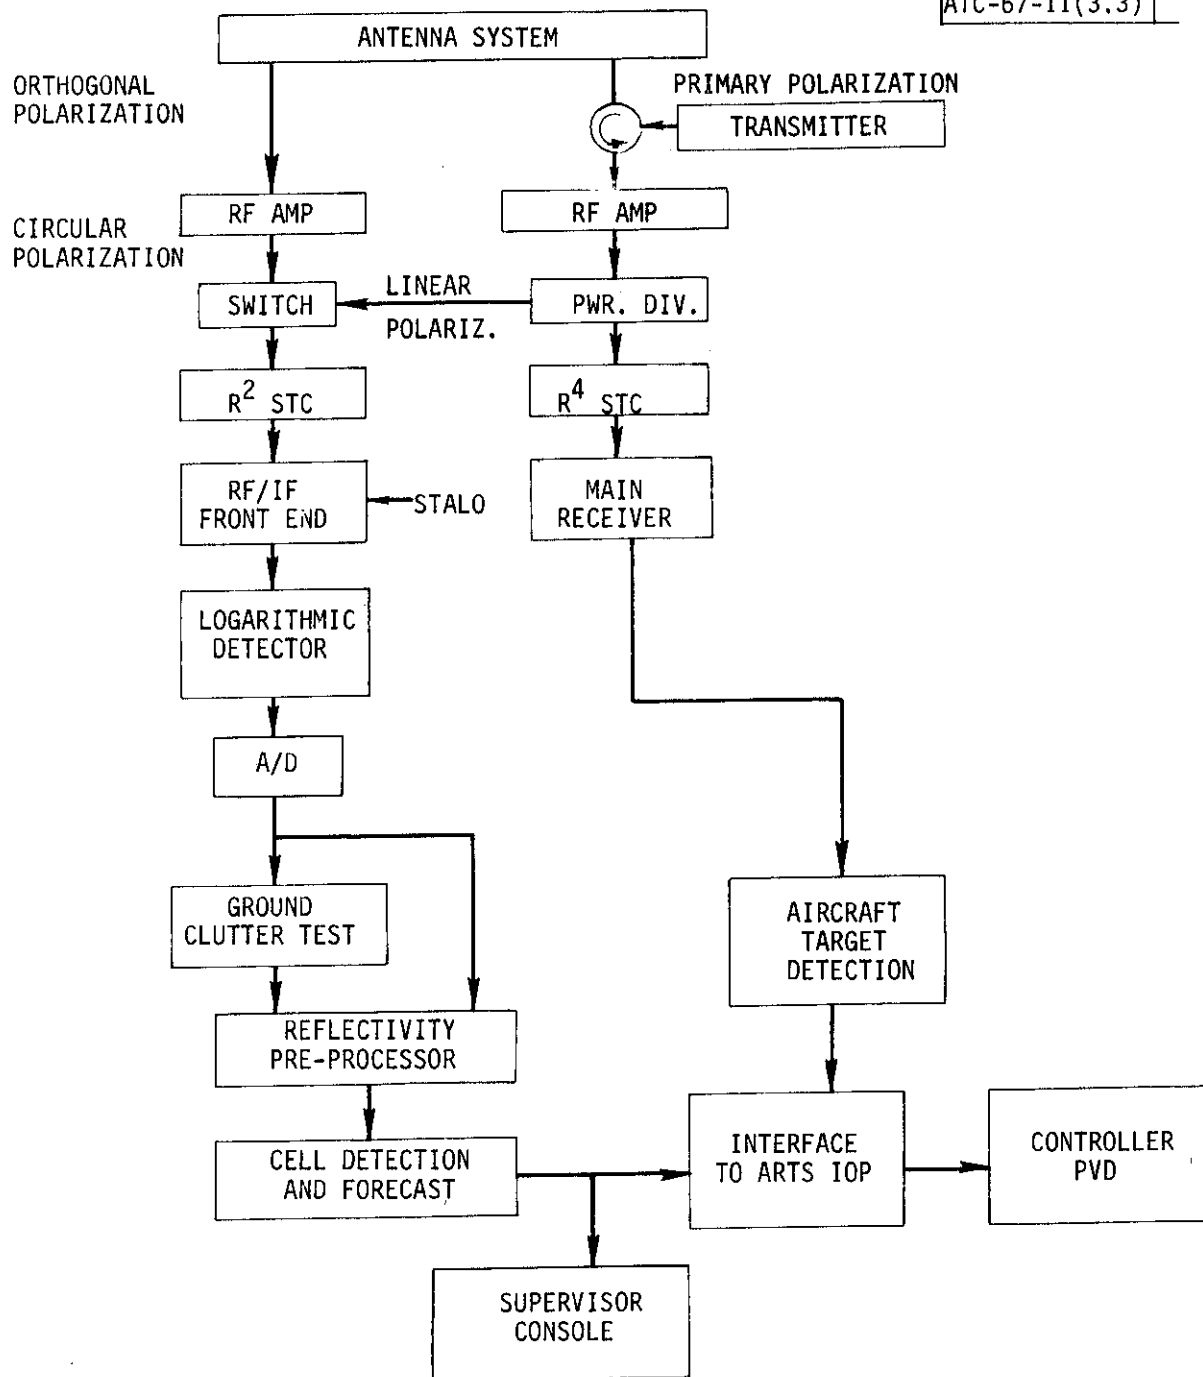 ATC-67-II(3.3)
ANTENNA SYSTEM
ORTHOGONAL
POLARIZATION
PRIMARY POLARIZATION
TRANSMITTER
RF AMP
RF AMP
CIRCULAR
POLARIZATION
SWITCH
LINEAR
POLARIZ.
PWR. DIV.
R² STC
R⁴ STC
RF/IF
FRONT END
STALO
MAIN
RECEIVER
LOGARITHMIC
DETECTOR
A/D
GROUND
CLUTTER TEST
AIRCRAFT
TARGET
DETECTION
REFLECTIVITY
PRE-PROCESSOR
CELL DETECTION
AND FORECAST
INTERFACE
TO ARTS IOP
CONTROLLER
PVD
SUPERVISOR
CONSOLE